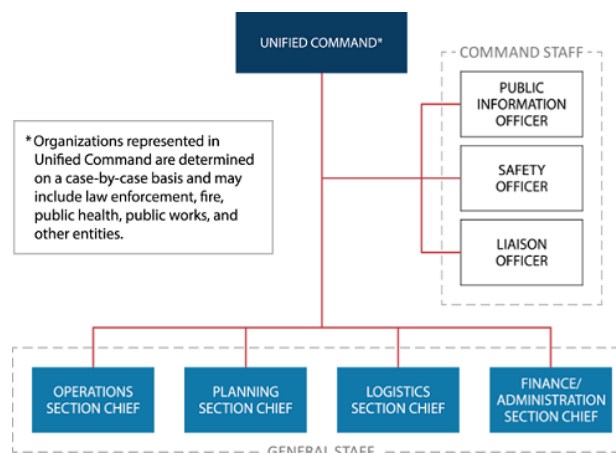 UNIFIED COMMAND*
COMMAND STAFF
PUBLIC
INFORMATION
OFFICER
*Organizations represented in
Unified Command are determined
on a case-by-case basis and may
include law enforcement, fire,
public health, public works, and
other entities.
SAFETY
OFFICER
LIAISON
OFFICER
OPERATIONS
SECTION CHIEF
PLANNING
SECTION CHIEF
LOGISTICS
SECTION CHIEF
FINANCE/
ADMINISTRATION
SECTION CHIEF
GENERAL STAFF